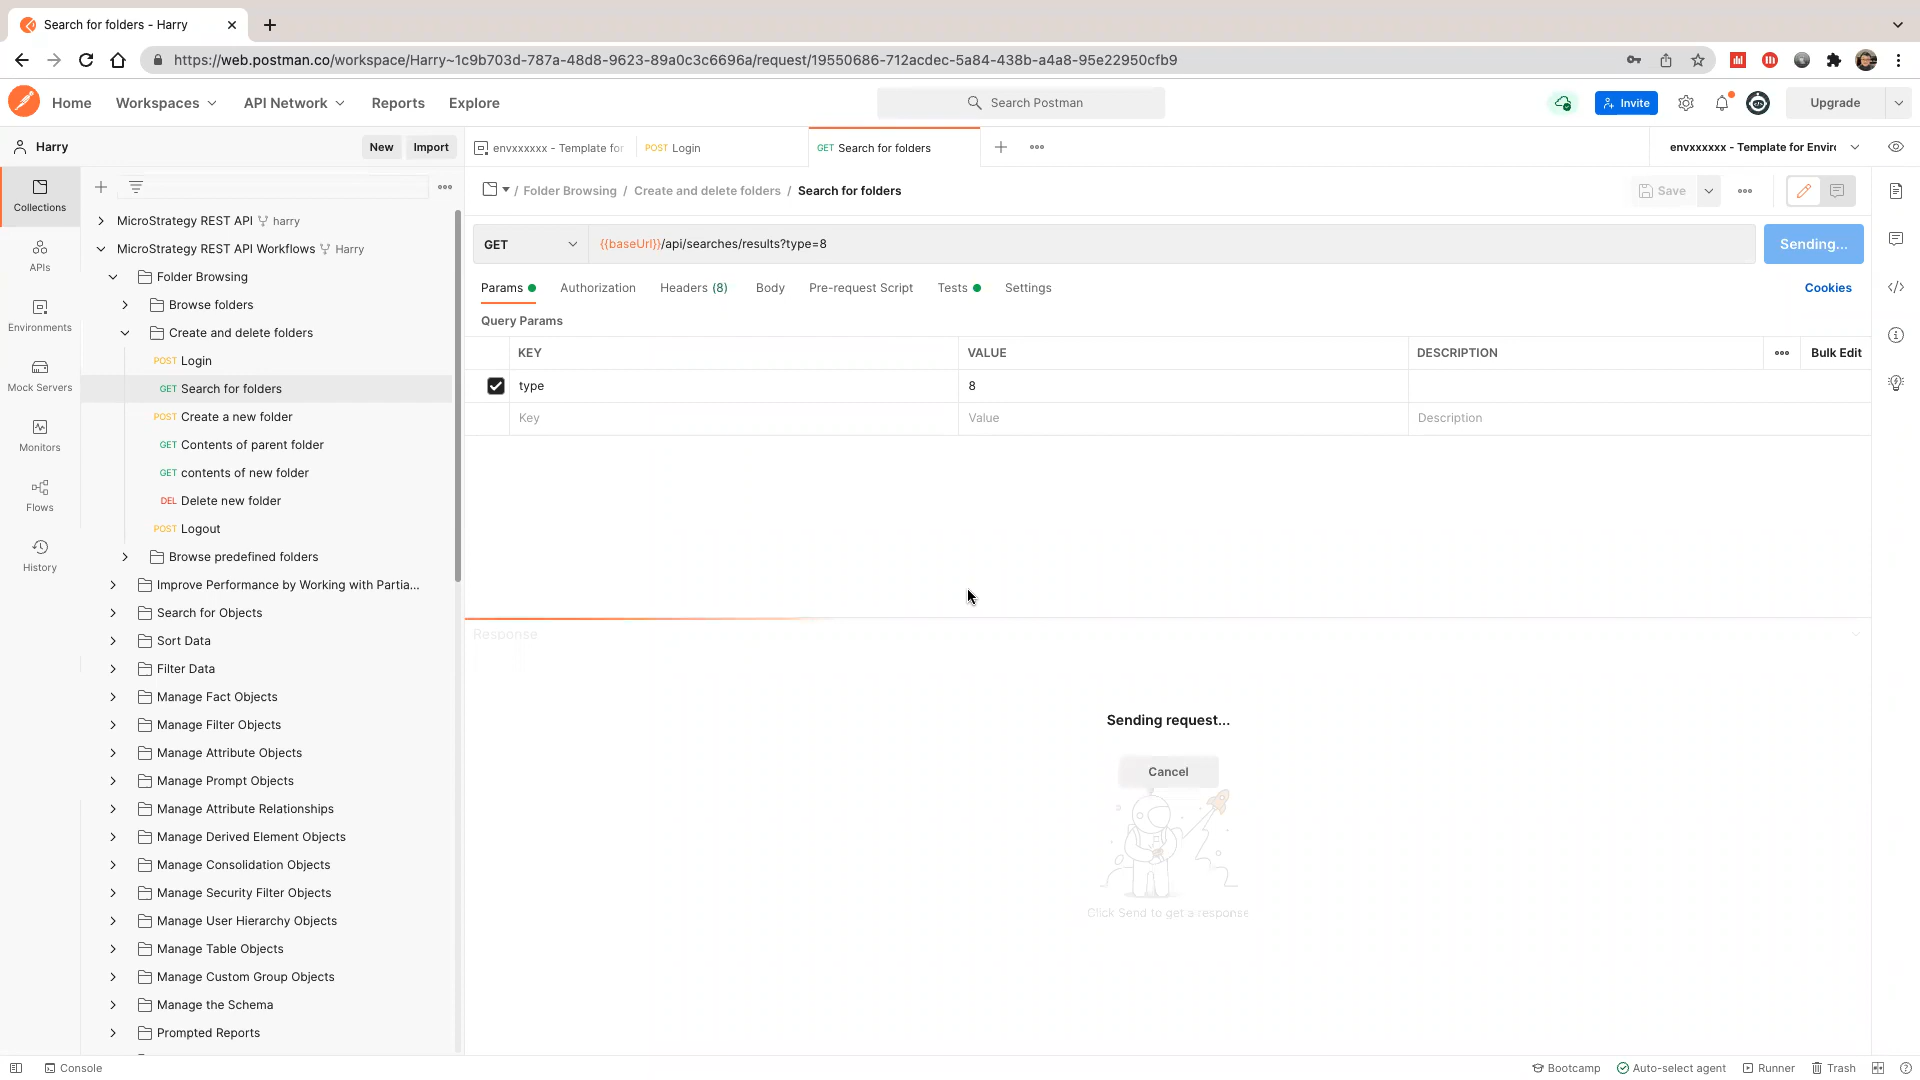 Search for folders - Harry
https://web.postman.co/workspace/Harry~1c9b703d-787a-48d8-9623-89a0c3c6696a/request/19550686-712acdec-5a84-438b-a4a8-95e22950cfb9
Home Workspaces API Network Reports Explore Search Postman Invite Upgrade
Harry New Import
envxxxxxx - Template for POST Login GET Search for folders envxxxxxx - Template for Enviro
Folder Browsing / Create and delete folders / Search for folders Save
GET {{baseUrl}}/api/searches/results?type=8 Sending...
Params Authorization Headers (8) Body Pre-request Script Tests Settings Cookies
Query Params
KEY VALUE DESCRIPTION Bulk Edit
type 8
Key Value Description
Response
Sending request...
Cancel
Click Send to get a response
Collections
APIs
Environments
Mock Servers
Monitors
Flows
History
MicroStrategy REST API harry
MicroStrategy REST API Workflows Harry
Folder Browsing
Browse folders
Create and delete folders
POST Login
GET Search for folders
POST Create a new folder
GET Contents of parent folder
GET contents of new folder
DEL Delete new folder
POST Logout
Browse predefined folders
Improve Performance by Working with Partia...
Search for Objects
Sort Data
Filter Data
Manage Fact Objects
Manage Filter Objects
Manage Attribute Objects
Manage Prompt Objects
Manage Attribute Relationships
Manage Derived Element Objects
Manage Consolidation Objects
Manage Security Filter Objects
Manage User Hierarchy Objects
Manage Table Objects
Manage Custom Group Objects
Manage the Schema
Prompted Reports
Console Bootcamp Auto-select agent Runner Trash